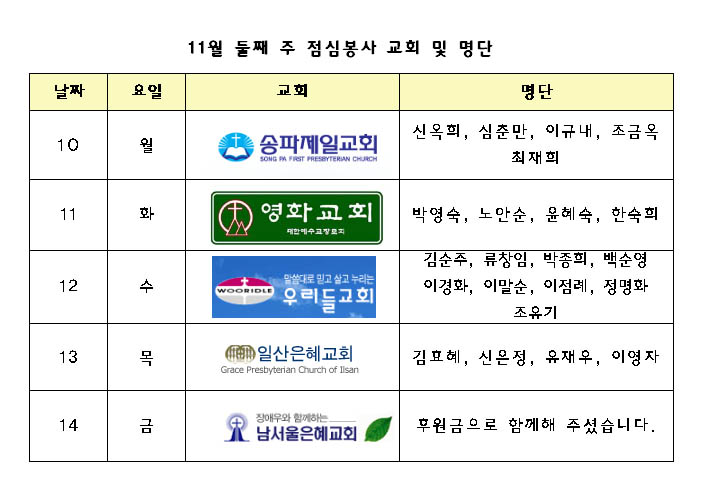 11월 둘째 주 점심봉사 교회 및 명단
날짜 요일 교회 명단
10 월 송파제일교회 신옥희, 심춘만, 이규내, 조금옥
SONG PA FIRST PRESBYTERIAN CHURCH 최재희
11 화 영화교회 박영숙, 노안순, 윤혜숙, 한숙희
대한예수교장로회
김순주, 류창임, 박종희, 백순영
말씀대로 믿고 살고 누리는
12 수 WOORIDLE 우리들교회 이경화, 이말순, 이점례, 정명화
조유기
13 목 일산은혜교회 김효혜, 신은정, 유재우, 이영자
Grace Presbyterian Church of Ilsan
장애우와 함께하는
14 금 남서울은혜교회 후원금으로 함께해 주셨습니다.